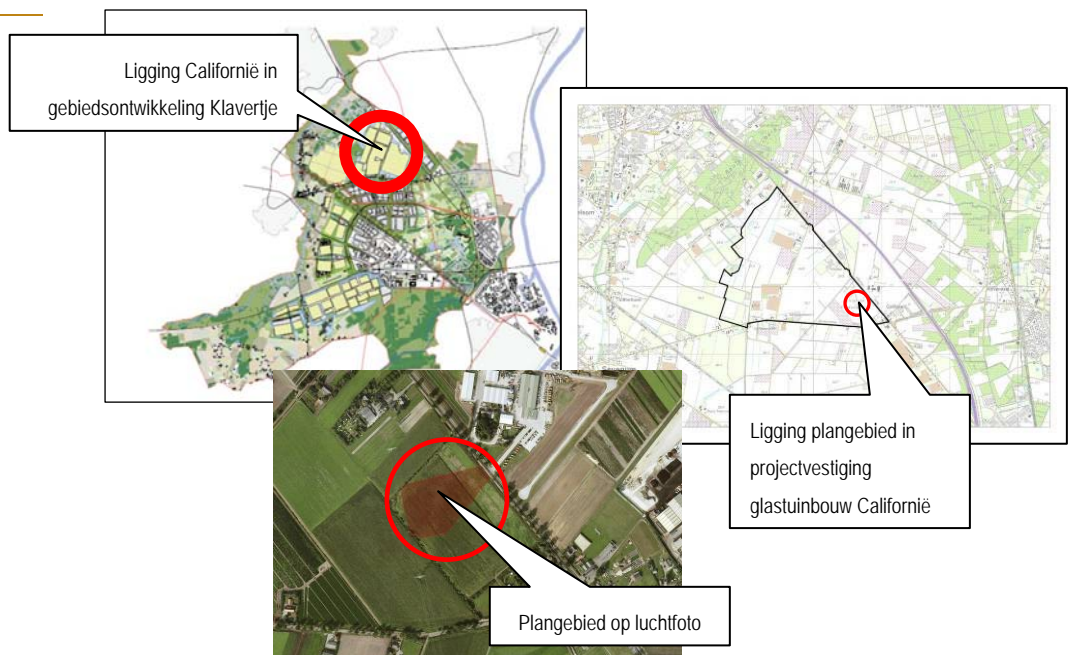 Ligging Californië in
gebiedsontwikkeling Klavertje
Ligging plangebied in
projectvestiging
glastuinbouw Californië
Plangebied op luchtfoto